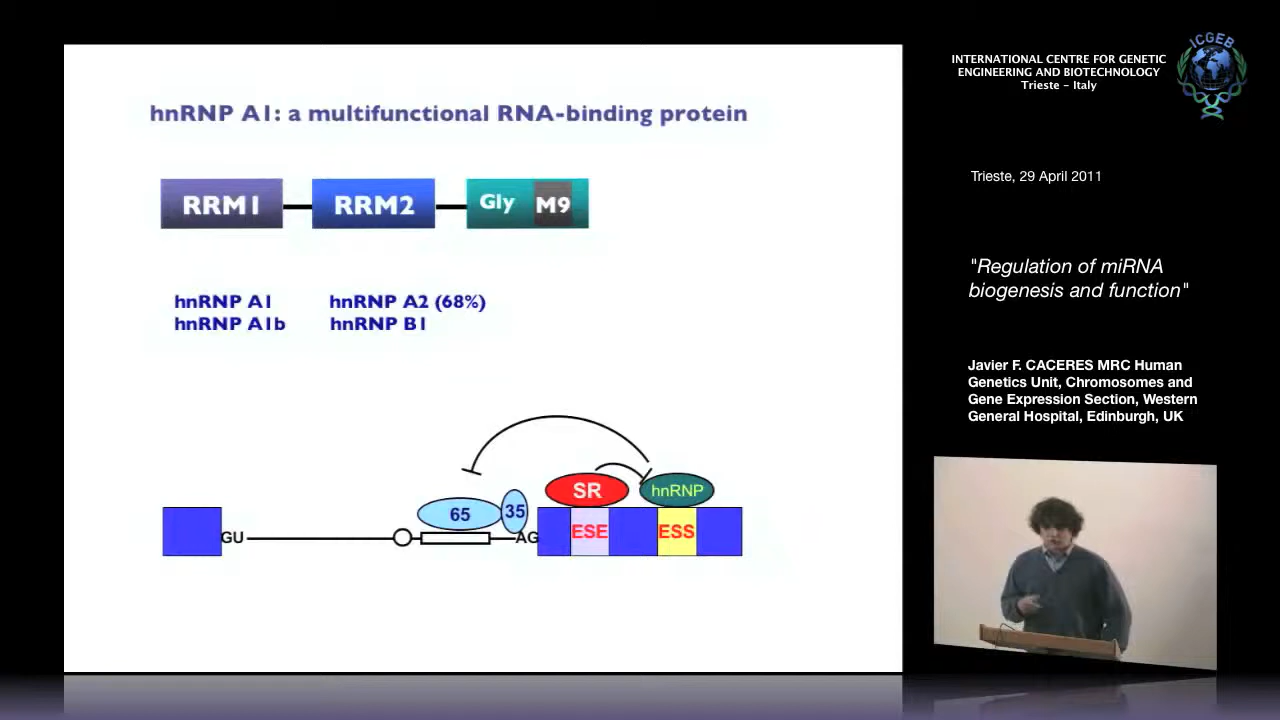 hnRNP A1: a multifunctional RNA-binding protein
RRM1
RRM2
Gly
M9
hnRNP A1
hnRNP A2 (68%)
hnRNP A1b
hnRNP B1
SR
hnRNP
65
35
GU
AG
ESE
ESS
INTERNATIONAL CENTRE FOR GENETIC
ENGINEERING AND BIOTECHNOLOGY
Trieste - Italy
ICGEB
Trieste, 29 April 2011
"Regulation of miRNA
biogenesis and function"
Javier F. CACERES MRC Human
Genetics Unit, Chromosomes and
Gene Expression Section, Western
General Hospital, Edinburgh, UK